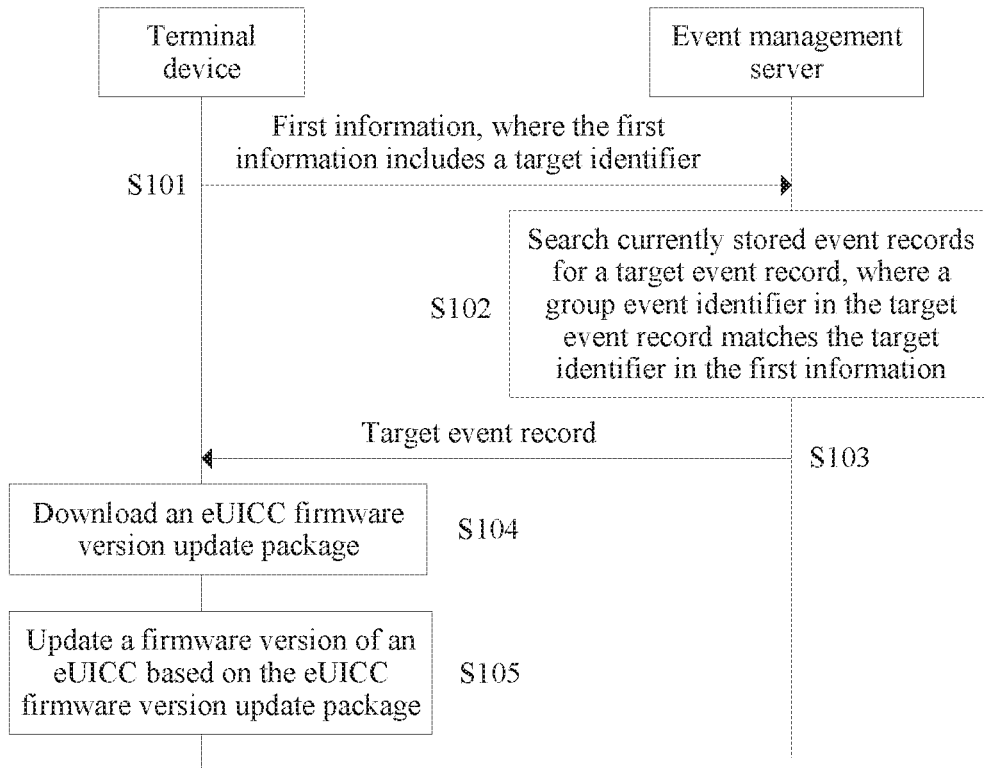 Terminal
device
Event management
server
First information, where the first
information includes a target identifier
S101
Search currently stored event records
for a target event record, where a
group event identifier in the target
event record matches the target
identifier in the first information
S102
Target event record
S103
Download an eUICC firmware
version update package
S104
Update a firmware version of an
eUICC based on the eUICC
firmware version update package
S105